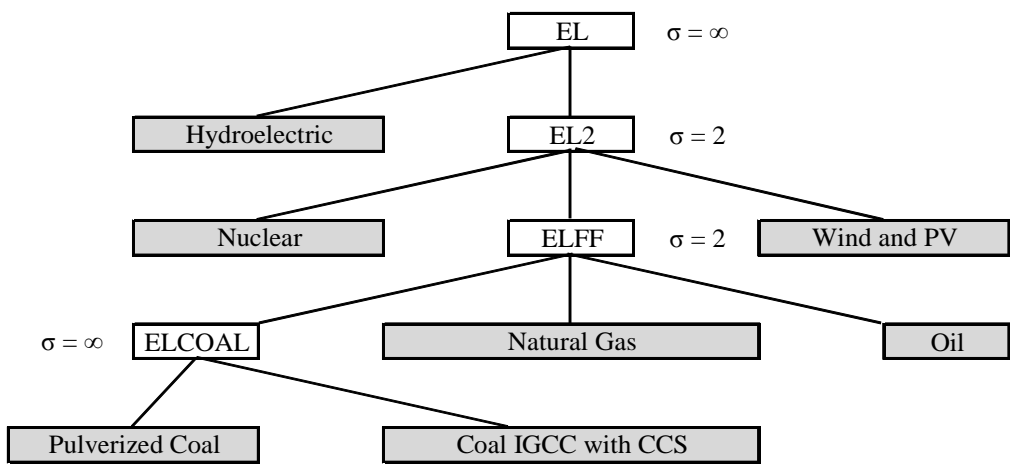 EL σ = ∞
Hydroelectric EL2 σ = 2
Nuclear ELFF σ = 2 Wind and PV
σ = ∞ ELCOAL Natural Gas Oil
Pulverized Coal Coal IGCC with CCS